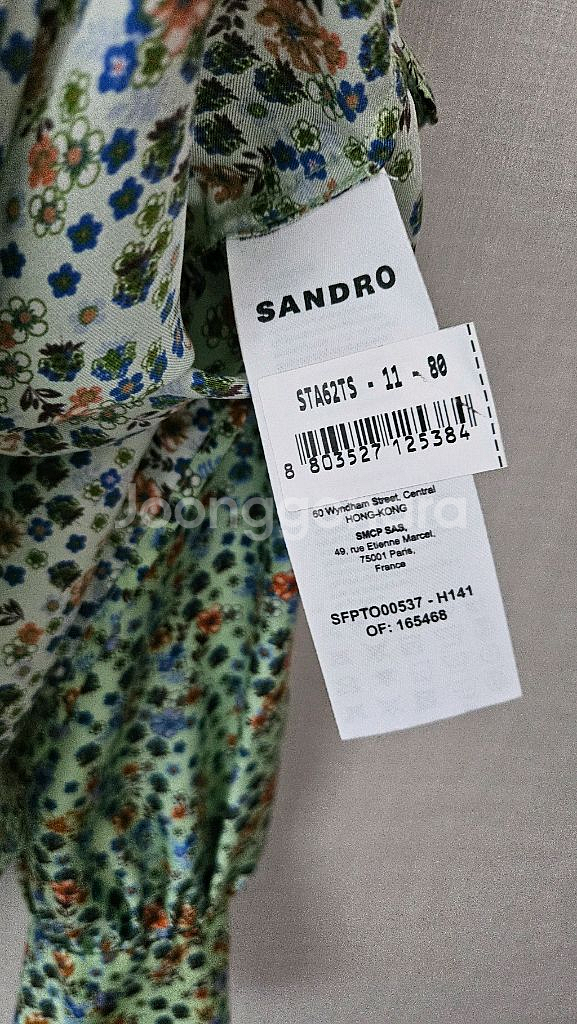 SANDRO
STA62TS - 11 - 80
8 803527 125384
60 Wyndham Street, Central
HONG-KONG
SMCP SAS,
49, rue Etienne Marcel,
75001 Paris,
France
SFPTO00537 - H141
OF: 165468
Joonggonara